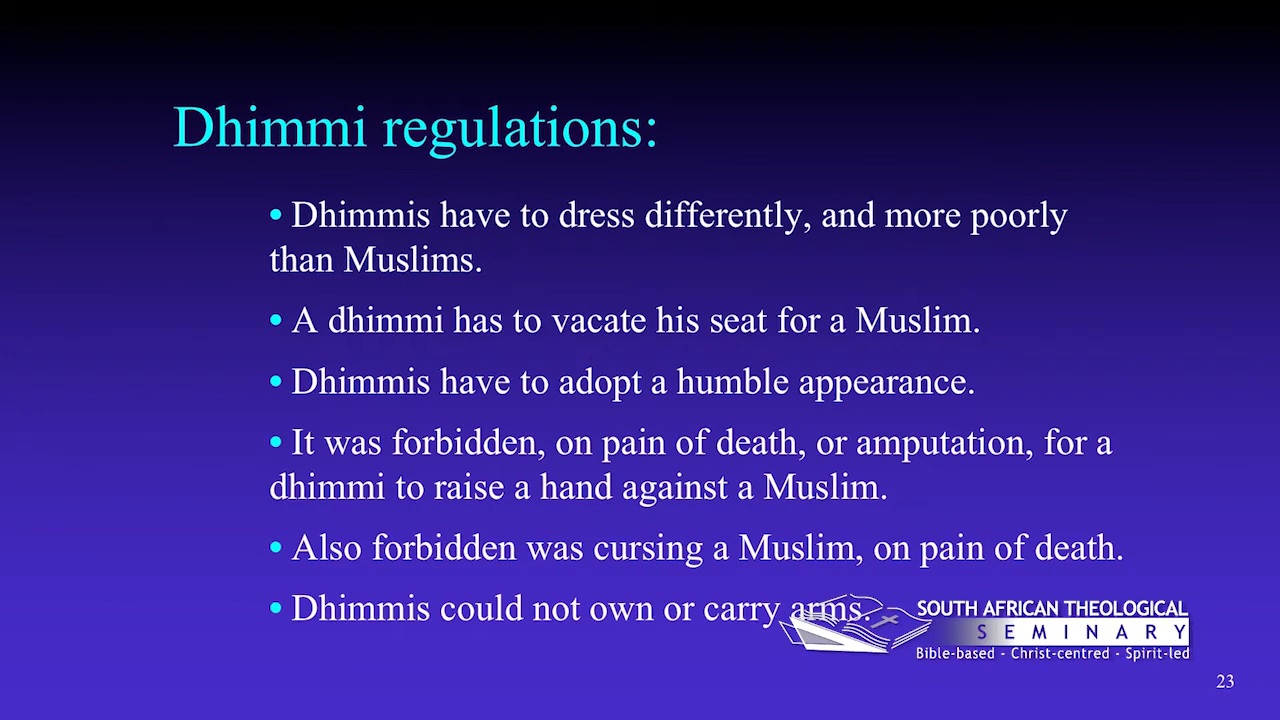 Dhimmi regulations:
• Dhimmis have to dress differently, and more poorly
than Muslims.
• A dhimmi has to vacate his seat for a Muslim.
• Dhimmis have to adopt a humble appearance.
• It was forbidden, on pain of death, or amputation, for a
dhimmi to raise a hand against a Muslim.
• Also forbidden was cursing a Muslim, on pain of death.
• Dhimmis could not own or carry arms.
SOUTH AFRICAN THEOLOGICAL
SEMINARY
Bible-based - Christ-centred - Spirit-led
23